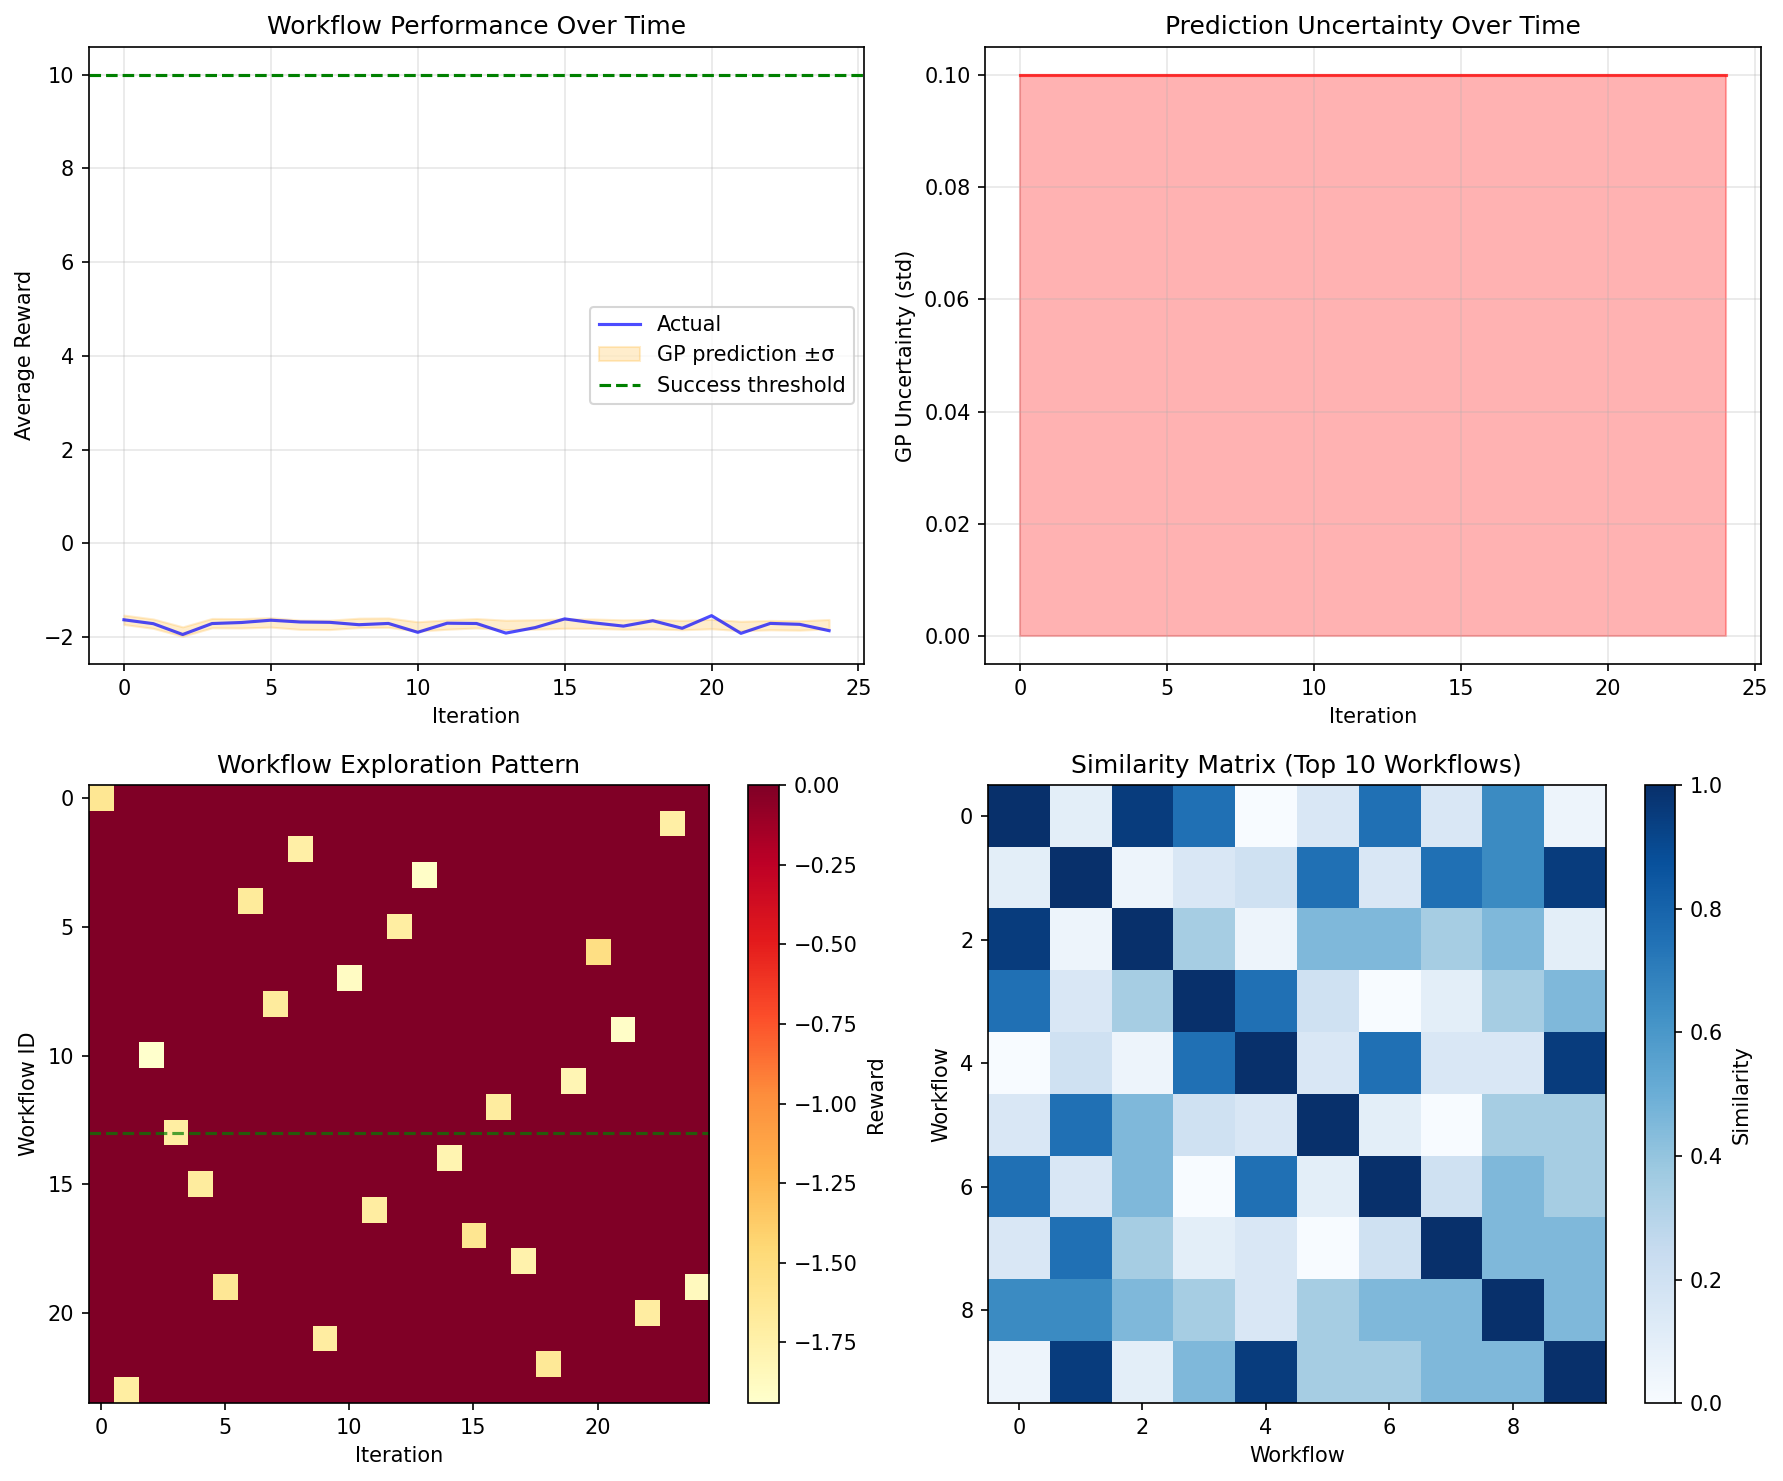 Workflow Performance Over Time
10
8
6
4
2
0
−2
Average Reward
Actual
GP prediction ±σ
Success threshold
0 5 10 15 20 25
Iteration
Prediction Uncertainty Over Time
0.10
0.08
0.06
0.04
0.02
0.00
GP Uncertainty (std)
0 5 10 15 20 25
Iteration
Workflow Exploration Pattern
0
5
10
15
20
Workflow ID
0 5 10 15 20
Iteration
0.00
−0.25
−0.50
−0.75
−1.00
−1.25
−1.50
−1.75
Reward
Similarity Matrix (Top 10 Workflows)
0
2
4
6
8
Workflow
0 2 4 6 8
Workflow
1.0
0.8
0.6
0.4
0.2
0.0
Similarity